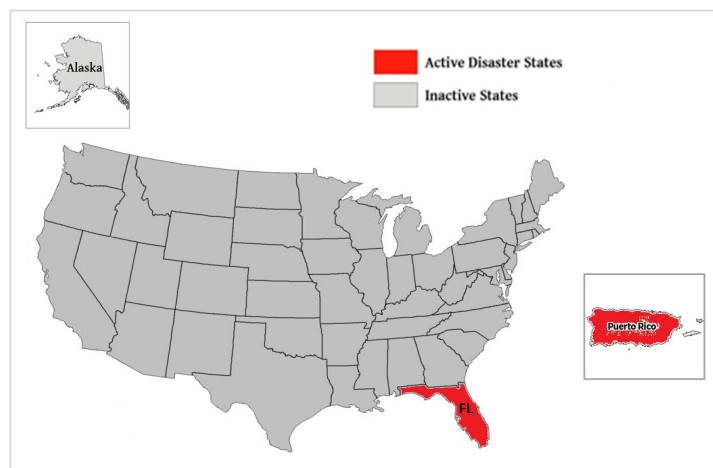 Alaska
Active Disaster States
Inactive States
Puerto Rico
FL